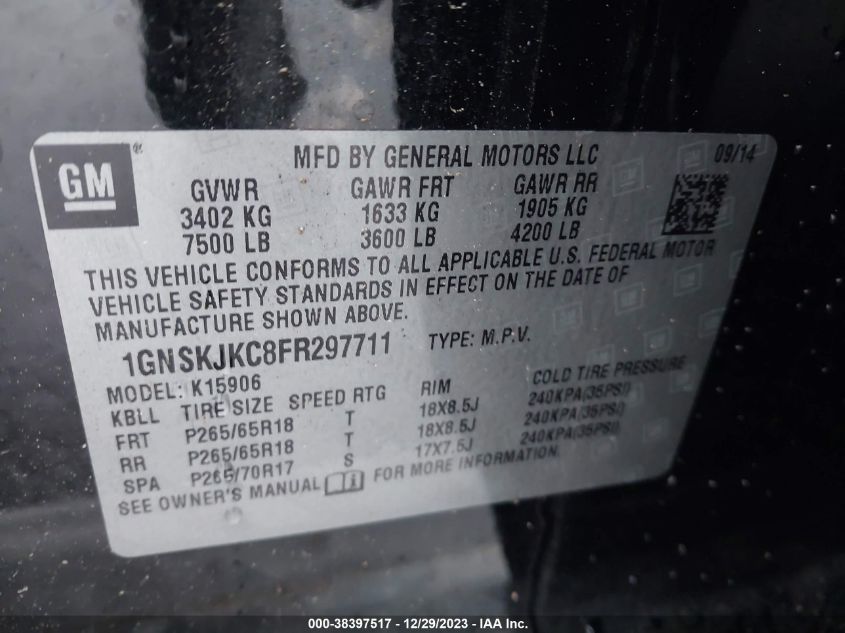 GM®
MFD BY GENERAL MOTORS LLC 09/14
GVWR GAWR FRT GAWR RR
3402 KG 1633 KG 1905 KG
7500 LB 3600 LB 4200 LB
THIS VEHICLE CONFORMS TO ALL APPLICABLE U.S. FEDERAL MOTOR
VEHICLE SAFETY STANDARDS IN EFFECT ON THE DATE OF
MANUFACTURE SHOWN ABOVE.
1GNSKJKC8FR297711 TYPE: M.P.V.
MODEL: K15906
KBLL TIRE SIZE SPEED RTG RIM COLD TIRE PRESSURE
FRT P265/65R18 T 18X8.5J 240KPA(35PSI)
RR P265/65R18 T 18X8.5J 240KPA(35PSI)
SPA P265/70R17 S 17X7.5J 240KPA(35PSI)
SEE OWNER'S MANUAL FOR MORE INFORMATION.
000-38397517 / 12/29/2023 - IAA Inc.